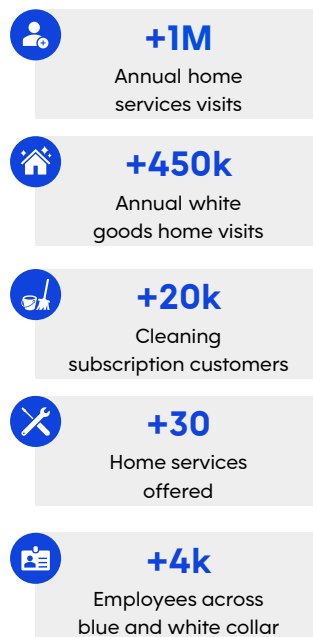 +1M
Annual home
services visits
+450k
Annual white
goods home visits
+20k
Cleaning
subscription customers
+30
Home services
offered
+4k
Employees across
blue and white collar